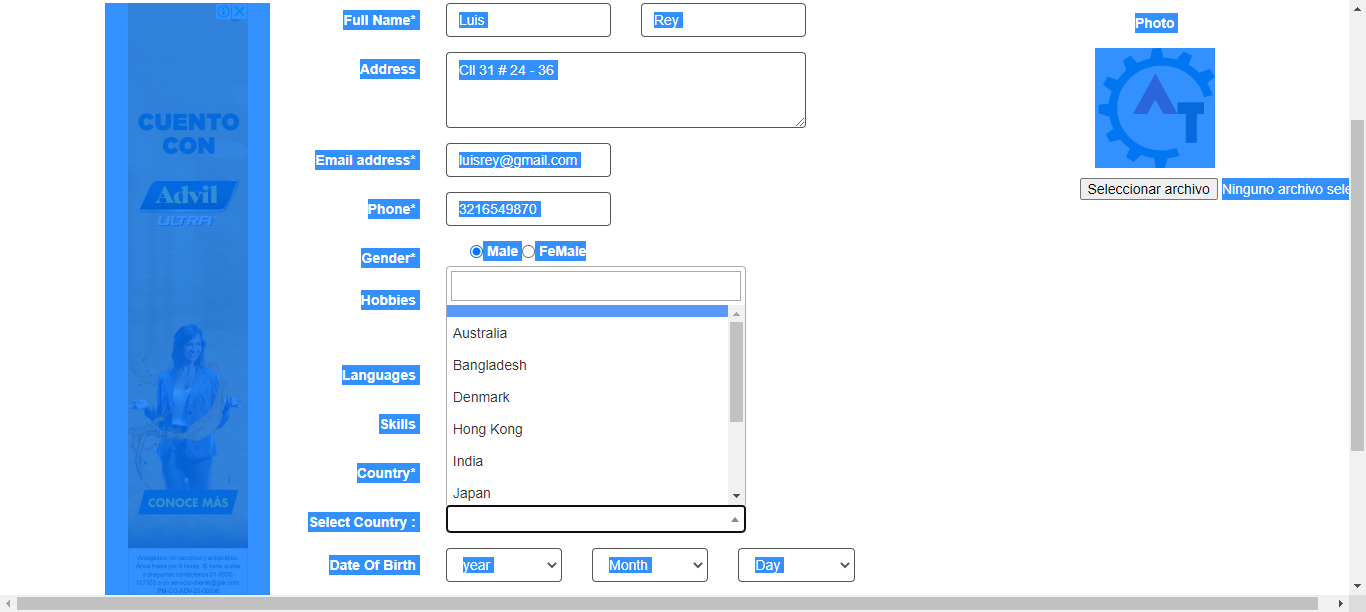 Full Name* Luis Rey
Photo
Address Cll 31 # 24 - 36
CUENTO
CON
Advil
ULTRA
AT
Email address* luisrey@gmail.com
Seleccionar archivo Ninguno archivo sele
Phone* 3216549870
Gender* Male FeMale
Hobbies
Australia
Bangladesh
Languages
Denmark
Skills
Hong Kong
India
Country*
Japan
CONOCE MÁS
Select Country :
Date Of Birth year Month Day